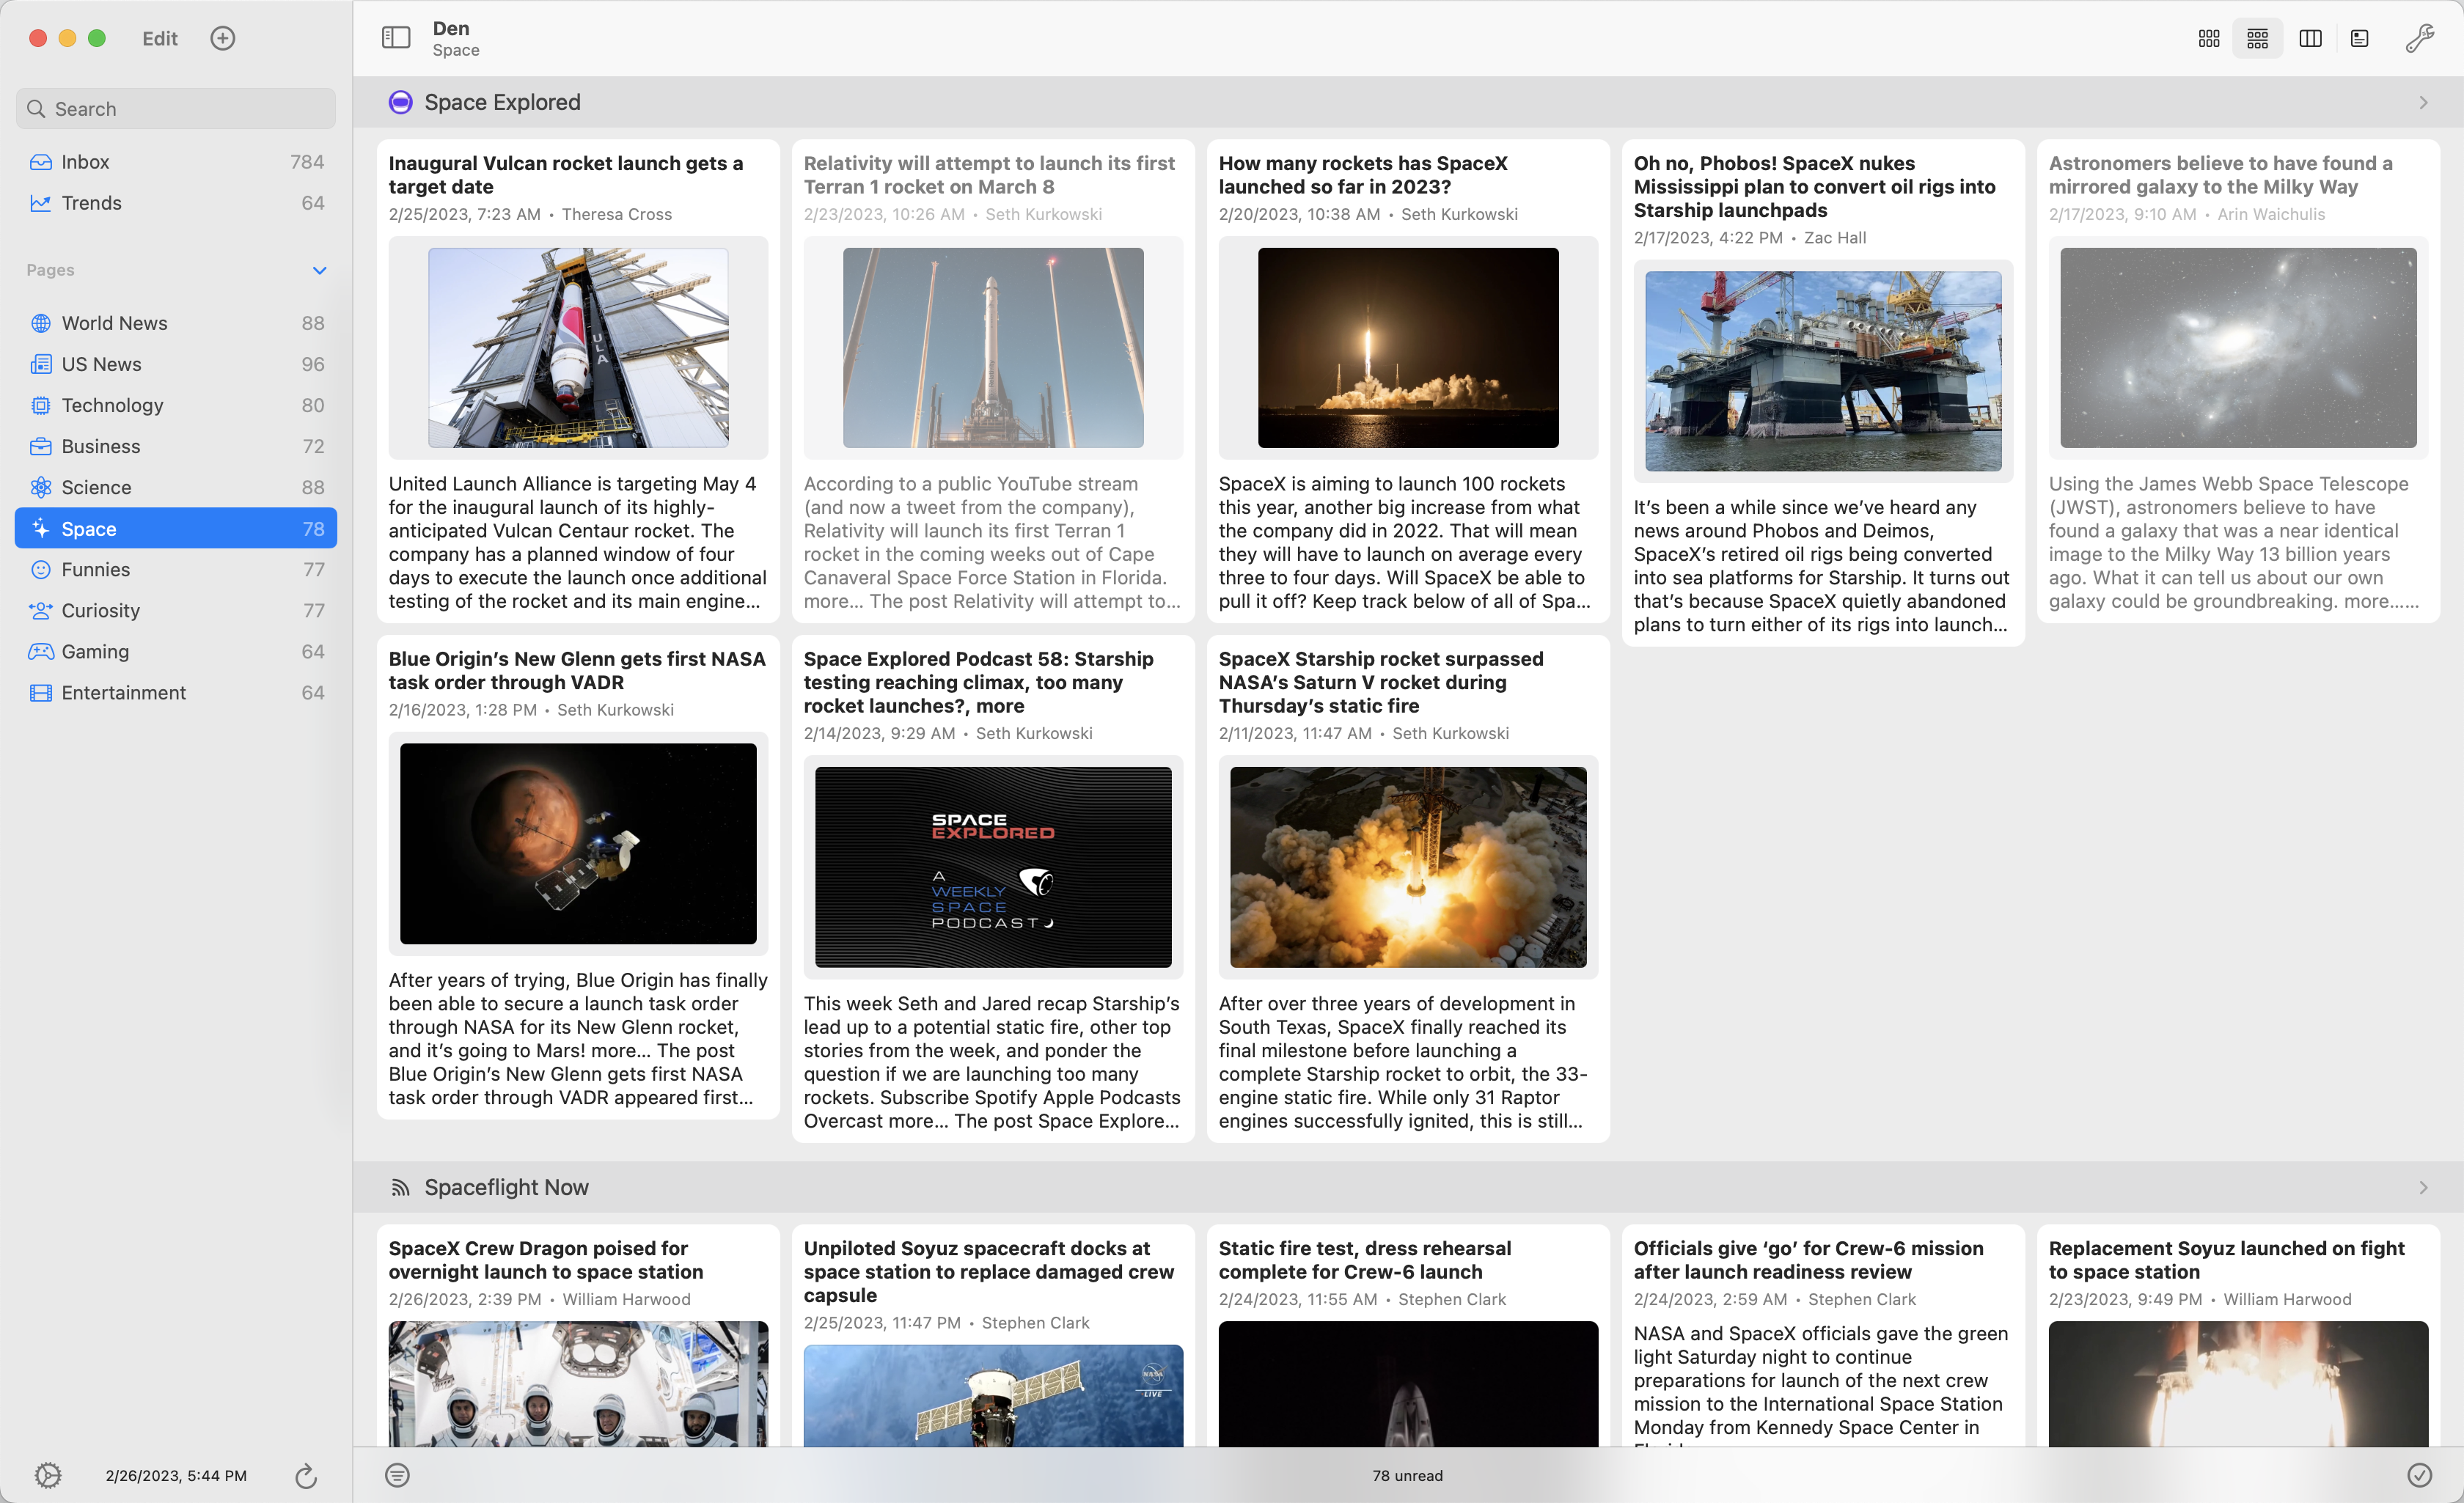 Edit
Den
Space
Search
Inbox 784
Trends 64
Pages
World News 88
US News 96
Technology 80
Business 72
Science 88
Space 78
Funnies 77
Curiosity 77
Gaming 64
Entertainment 64
2/26/2023, 5:44 PM
Space Explored
Inaugural Vulcan rocket launch gets a
target date
2/25/2023, 7:23 AM • Theresa Cross
ULA
United Launch Alliance is targeting May 4
for the inaugural launch of its highly-
anticipated Vulcan Centaur rocket. The
company has a planned window of four
days to execute the launch once additional
testing of the rocket and its main engine...
Relativity will attempt to launch its first
Terran 1 rocket on March 8
2/23/2023, 10:26 AM • Seth Kurkowski
According to a public YouTube stream
(and now a tweet from the company),
Relativity will launch its first Terran 1
rocket in the coming weeks out of Cape
Canaveral Space Force Station in Florida.
more... The post Relativity will attempt to...
How many rockets has SpaceX
launched so far in 2023?
2/20/2023, 10:38 AM • Seth Kurkowski
SpaceX is aiming to launch 100 rockets
this year, another big increase from what
the company did in 2022. That will mean
they will have to launch on average every
three to four days. Will SpaceX be able to
pull it off? Keep track below of all of Spa...
Oh no, Phobos! SpaceX nukes
Mississippi plan to convert oil rigs into
Starship launchpads
2/17/2023, 4:22 PM • Zac Hall
It’s been a while since we’ve heard any
news around Phobos and Deimos,
SpaceX’s retired oil rigs being converted
into sea platforms for Starship. It turns out
that’s because SpaceX quietly abandoned
plans to turn either of its rigs into launch...
Astronomers believe to have found a
mirrored galaxy to the Milky Way
2/17/2023, 9:10 AM • Arin Waichulis
Using the James Webb Space Telescope
(JWST), astronomers believe to have
found a galaxy that was a near identical
image to the Milky Way 13 billion years
ago. What it can tell us about our own
galaxy could be groundbreaking. more......
Blue Origin’s New Glenn gets first NASA
task order through VADR
2/16/2023, 1:28 PM • Seth Kurkowski
After years of trying, Blue Origin has finally
been able to secure a launch task order
through NASA for its New Glenn rocket,
and it’s going to Mars! more... The post
Blue Origin’s New Glenn gets first NASA
task order through VADR appeared first...
Space Explored Podcast 58: Starship
testing reaching climax, too many
rocket launches?, more
2/14/2023, 9:29 AM • Seth Kurkowski
SPACE
EXPLORED
A
WEEKLY
SPACE
PODCAST
This week Seth and Jared recap Starship’s
lead up to a potential static fire, other top
stories from the week, and ponder the
question if we are launching too many
rockets. Subscribe Spotify Apple Podcasts
Overcast more... The post Space Explore...
SpaceX Starship rocket surpassed
NASA’s Saturn V rocket during
Thursday’s static fire
2/11/2023, 11:47 AM • Seth Kurkowski
After over three years of development in
South Texas, SpaceX finally reached its
final milestone before launching a
complete Starship rocket to orbit, the 33-
engine static fire. While only 31 Raptor
engines successfully ignited, this is still...
Spaceflight Now
SpaceX Crew Dragon poised for
overnight launch to space station
2/26/2023, 2:39 PM • William Harwood
Unpiloted Soyuz spacecraft docks at
space station to replace damaged crew
capsule
2/25/2023, 11:47 PM • Stephen Clark
NASA
LIVE
Static fire test, dress rehearsal
complete for Crew-6 launch
2/24/2023, 11:55 AM • Stephen Clark
Officials give ‘go’ for Crew-6 mission
after launch readiness review
2/24/2023, 2:59 AM • Stephen Clark
NASA and SpaceX officials gave the green
light Saturday night to continue
preparations for launch of the next crew
mission to the International Space Station
Monday from Kennedy Space Center in
Replacement Soyuz launched on fight
to space station
2/23/2023, 9:49 PM • William Harwood
78 unread